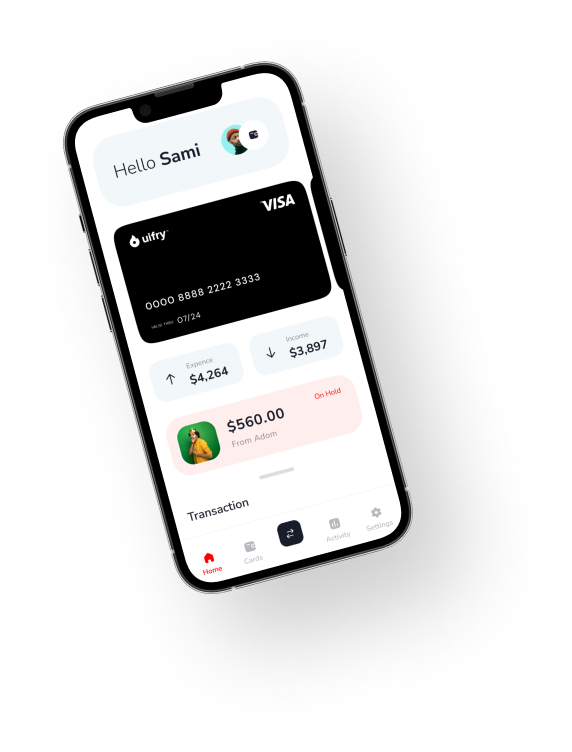 Hello Sami
VISA
uifry
0000 8888 2222 3333
VALID THRU 07/24
Expence
$4,264
Income
$3,897
On Hold
$560.00
From Adom
Transaction
Home
Cards
Activity
Settings